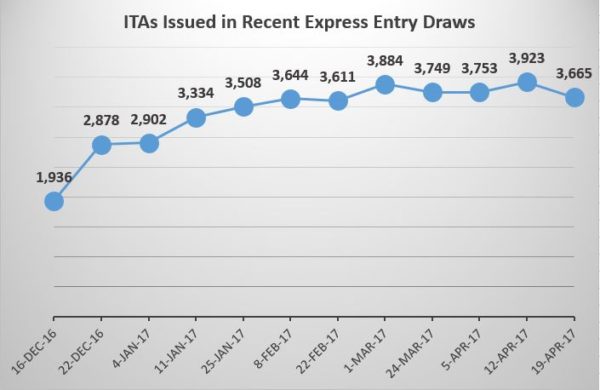 ITAs Issued in Recent Express Entry Draws
1,936
2,878
2,902
3,334
3,508
3,644
3,611
3,884
3,749
3,753
3,923
3,665
16-DEC-16
22-DEC-16
4-JAN-17
11-JAN-17
25-JAN-17
8-FEB-17
22-FEB-17
1-MAR-17
24-MAR-17
5-APR-17
12-APR-17
19-APR-17